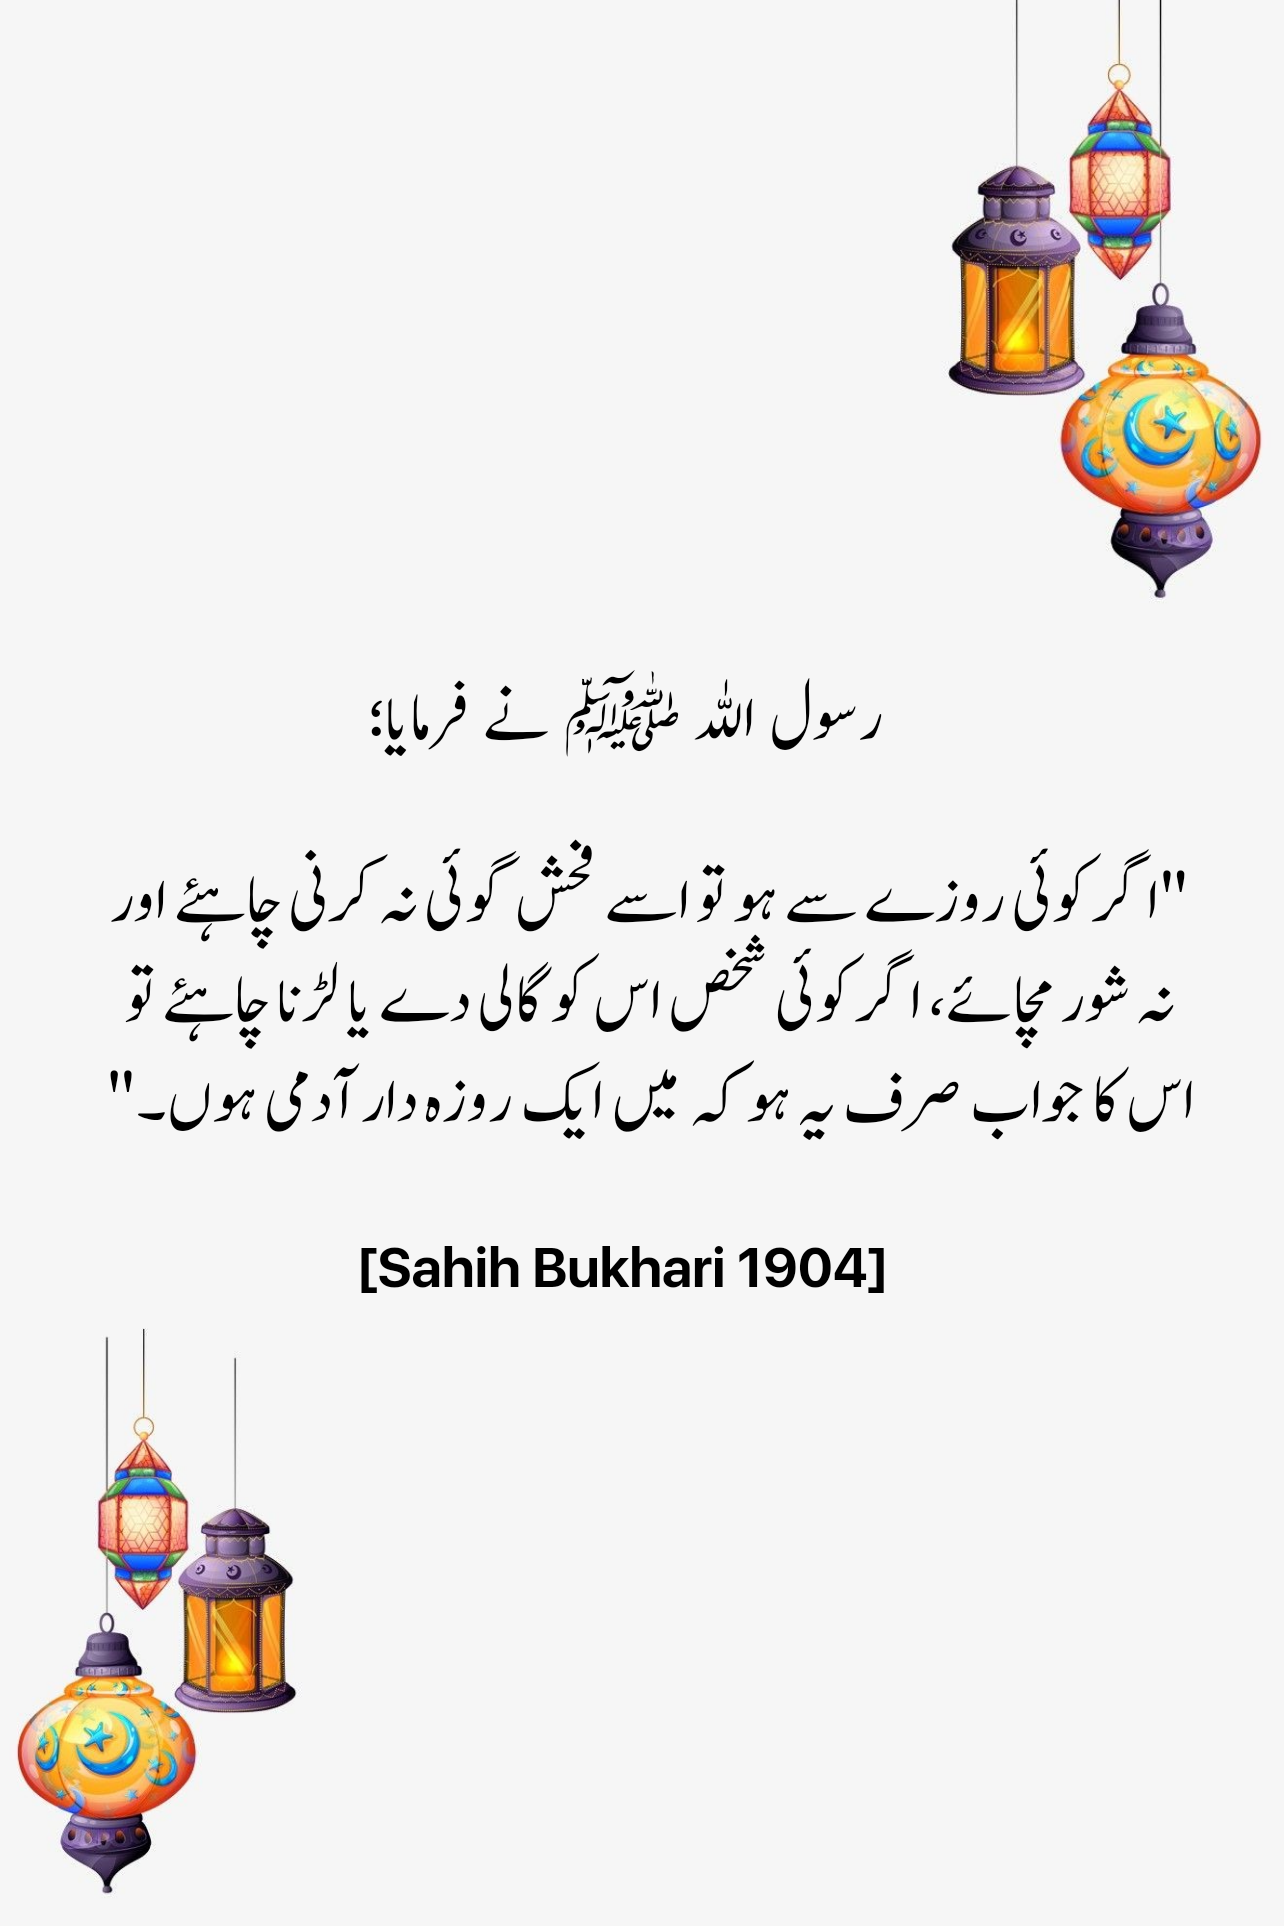 رسول اللہ ﷺ نے فرمایا؛
"اگر کوئی روزے سے ہو تو اسے فحش گوئی نہ کرنی چاہئے اور
نہ شور مچائے، اگر کوئی شخص اس کو گالی دے یا لڑنا چاہئے تو
اس کا جواب صرف یہ ہو کہ میں ایک روزہ دار آدمی ہوں۔"
[Sahih Bukhari 1904]